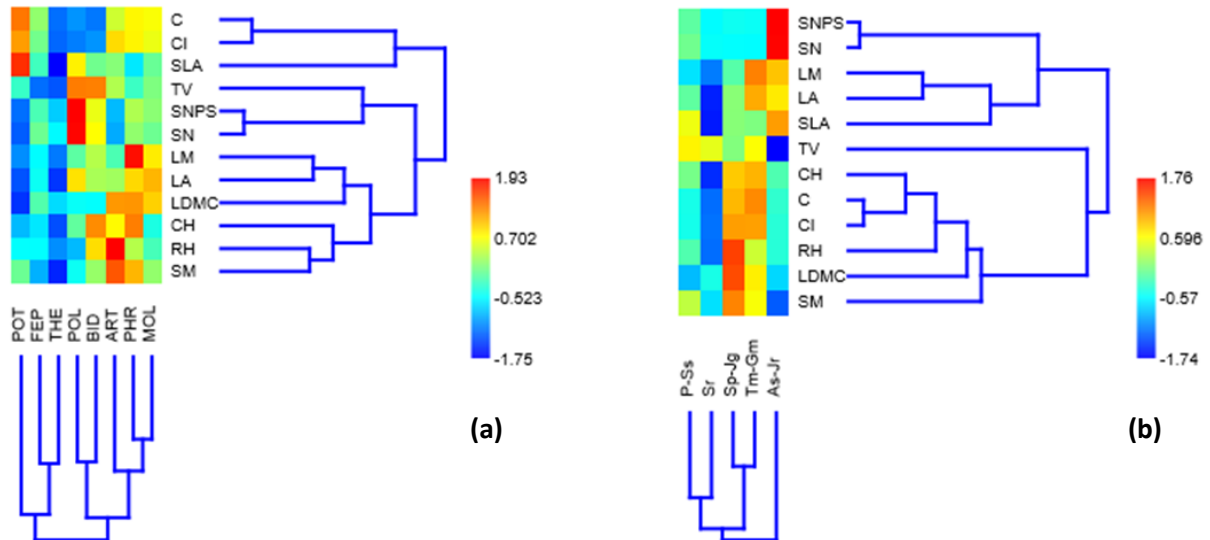 C
CI
SLA
TV
SNPS
SN
LM
LA
LDMC
CH
RH
SM
POT
FEP
THE
POL
BID
ART
PHR
MOL
1.93
0.702
-0.523
-1.75
(a)
SNPS
SN
LM
LA
SLA
TV
CH
C
CI
RH
LDMC
SM
P-Ss
Sr
Sp-Jg
Tm-Gm
As-Jr
1.76
0.596
-0.57
-1.74
(b)